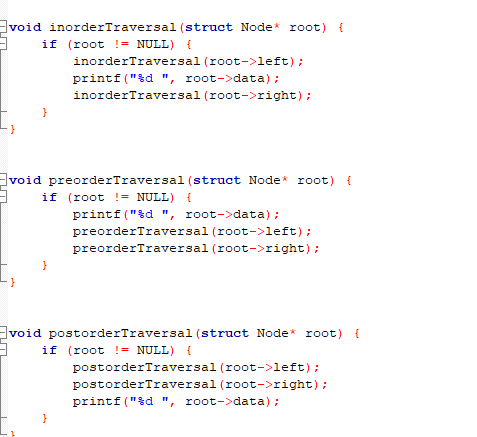 void inorderTraversal(struct Node* root) {
    if (root != NULL) {
        inorderTraversal(root->left);
        printf("%d ", root->data);
        inorderTraversal(root->right);
    }
}
void preorderTraversal(struct Node* root) {
    if (root != NULL) {
        printf("%d ", root->data);
        preorderTraversal(root->left);
        preorderTraversal(root->right);
    }
}
void postorderTraversal(struct Node* root) {
    if (root != NULL) {
        postorderTraversal(root->left);
        postorderTraversal(root->right);
        printf("%d ", root->data);
    }
}